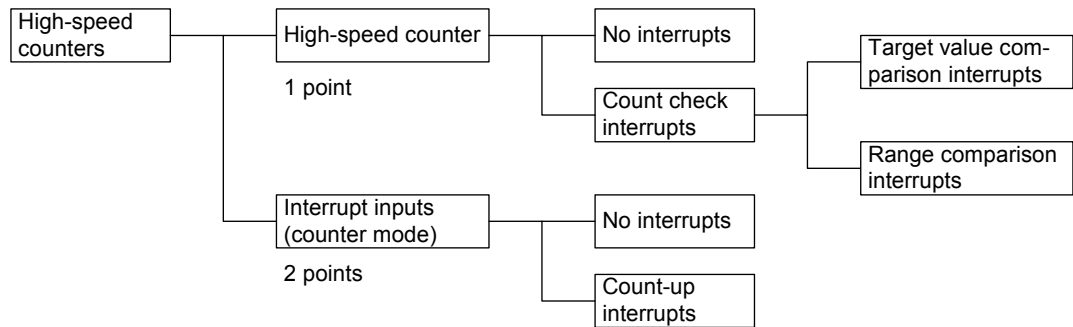 High-speed
counters
High-speed counter
1 point
No interrupts
Count check
interrupts
Target value com-
parison interrupts
Range comparison
interrupts
Interrupt inputs
(counter mode)
2 points
No interrupts
Count-up
interrupts